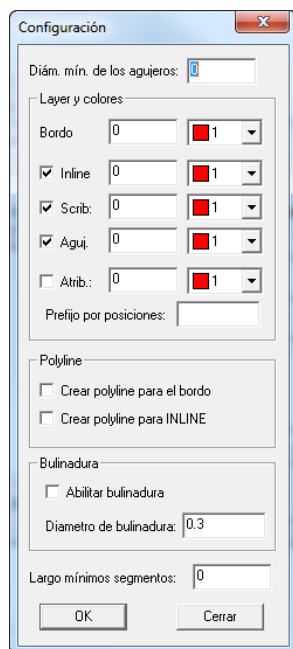 Configuración
Diám. mín. de los agujeros: 0
Layer y colores
Bordo 0 1
Inline 0 1
Scrib: 0 1
Aguj. 0 1
Atrib.: 0 1
Prefijo por posiciones:
Polyline
Crear polyline para el bordo
Crear polyline para INLINE
Bulinadura
Abilitar bulinadura
Diametro de bulinadura: 0.3
Largo mínimos segmentos: 0
OK Cerrar